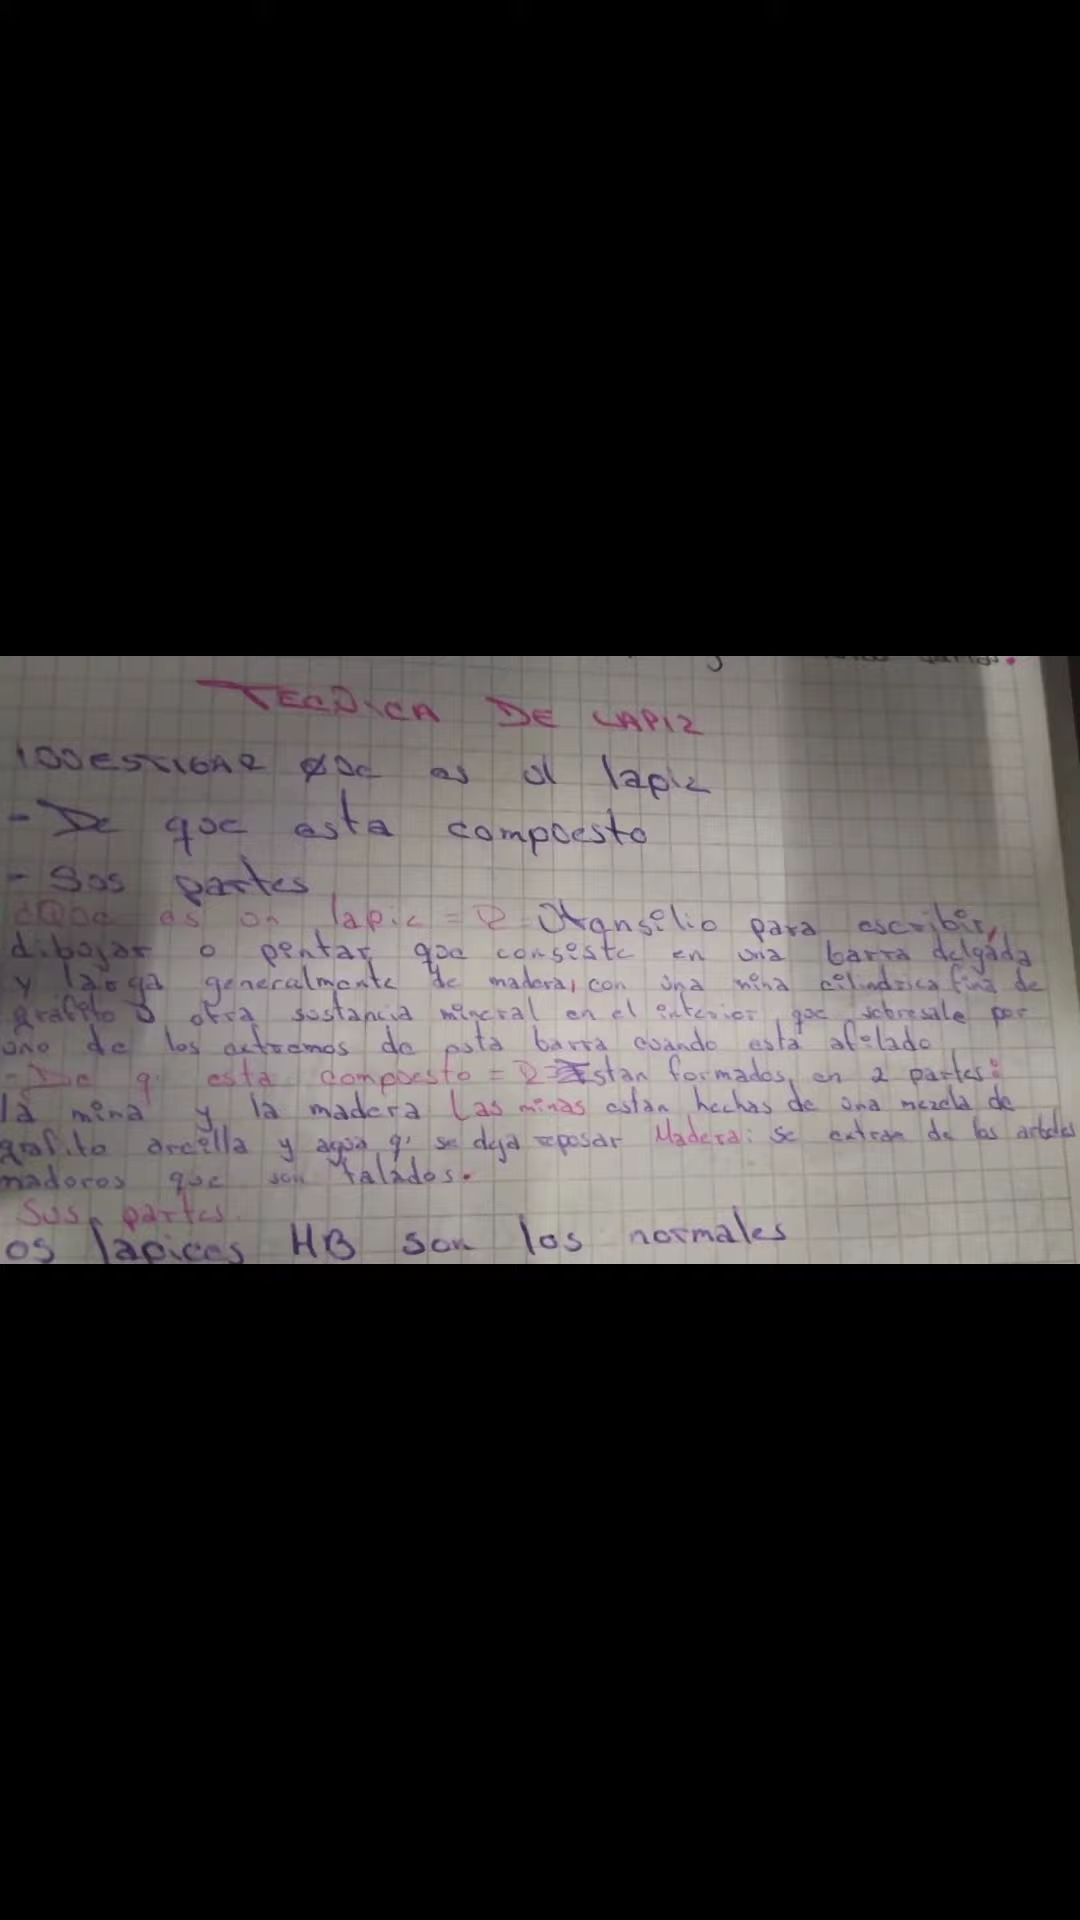 TECNICA DE LAPIZ
INVESTIGAR QUe es el lapiz
- De que esta compuesto
- Sus partes
¿Que es un lapiz = R= Utensilio para escribir,
dibujar o pintar que consiste en una barra delgada
y larga generalmente de madera, con una mina cilindrica fina de
grafito o otra sustancia mineral en el interior que sobresale por
uno de los extremos de esta barra cuando esta afilado
- De q' esta compuesto = R= Estan formados en 2 partes:
la mina y la madera Las minas estan hechas de una mezcla de
grafito arcilla y agua q' se deja reposar Madera: se extran de los arboles
maduros que son talados.
Sus partes
os lapices HB son los normales